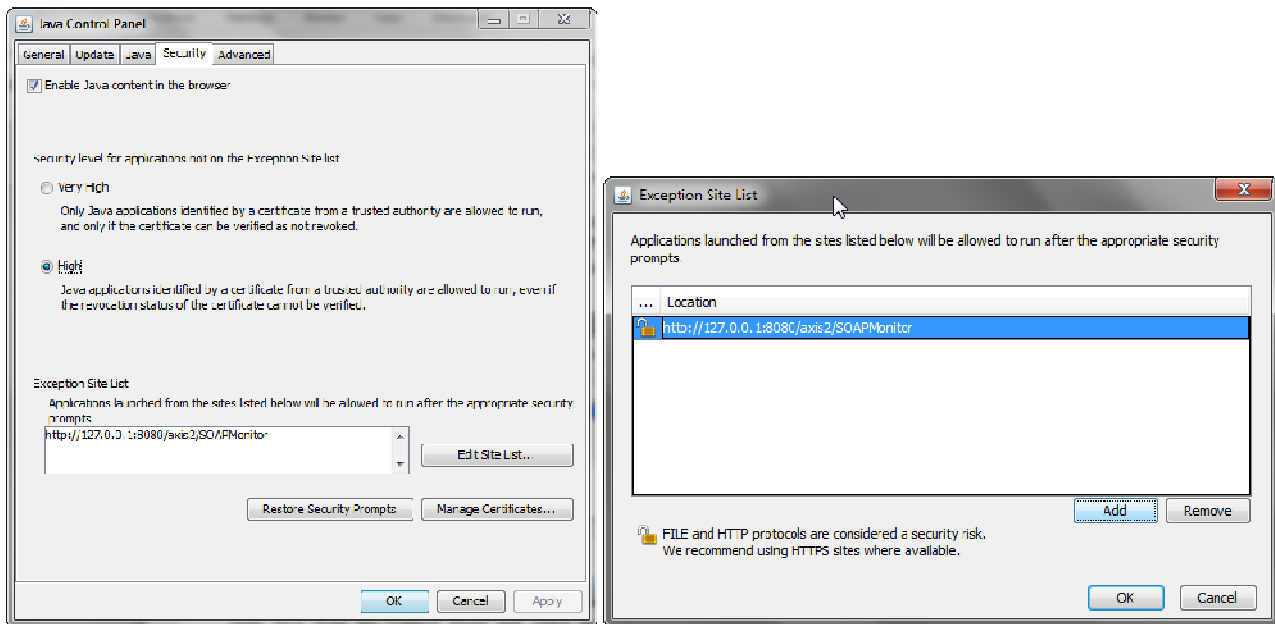 Java Control Panel
General Update Java Security Advanced
Enable Java content in the browser
Security level for applications not on the Exception Site list
Very High
Only Java applications identified by a certificate from a trusted authority are allowed to run,
and only if the certificate can be verified as not revoked.
High
Java applications identified by a certificate from a trusted authority are allowed to run, even if
the revocation status of the certificate cannot be verified.
Exception Site List
Applications launched from the sites listed below will be allowed to run after the appropriate security
prompts.
http://127.0.0.1:8080/axis2/SOAPMonitor
Edit Site List...
Restore Security Prompts Manage Certificates...
OK Cancel Apply
Exception Site List
Applications launched from the sites listed below will be allowed to run after the appropriate security
prompts.
... Location
http://127.0.0.1:8080/axis2/SOAPMonitor
Add Remove
FILE and HTTP protocols are considered a security risk.
We recommend using HTTPS sites where available.
OK Cancel